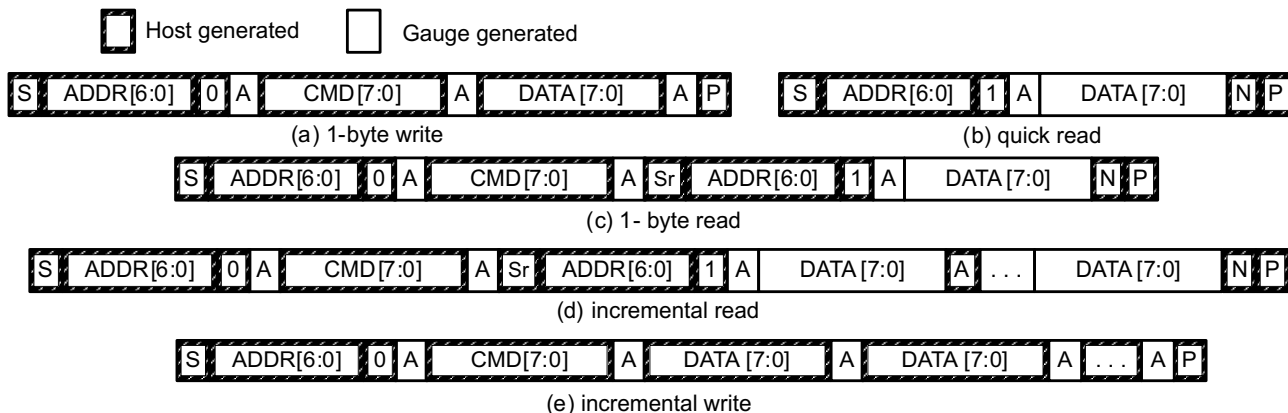 Host generated Gauge generated
S ADDR[6:0] 0 A CMD[7:0] A DATA[7:0] A P S ADDR[6:0] 1 A DATA[7:0] N P
(a) 1-byte write (b) quick read
S ADDR[6:0] 0 A CMD[7:0] A Sr ADDR[6:0] 1 A DATA[7:0] N P
(c) 1- byte read
S ADDR[6:0] 0 A CMD[7:0] A Sr ADDR[6:0] 1 A DATA[7:0] A . . . DATA[7:0] N P
(d) incremental read
S ADDR[6:0] 0 A CMD[7:0] A DATA[7:0] A DATA[7:0] A . . . A P
(e) incremental write